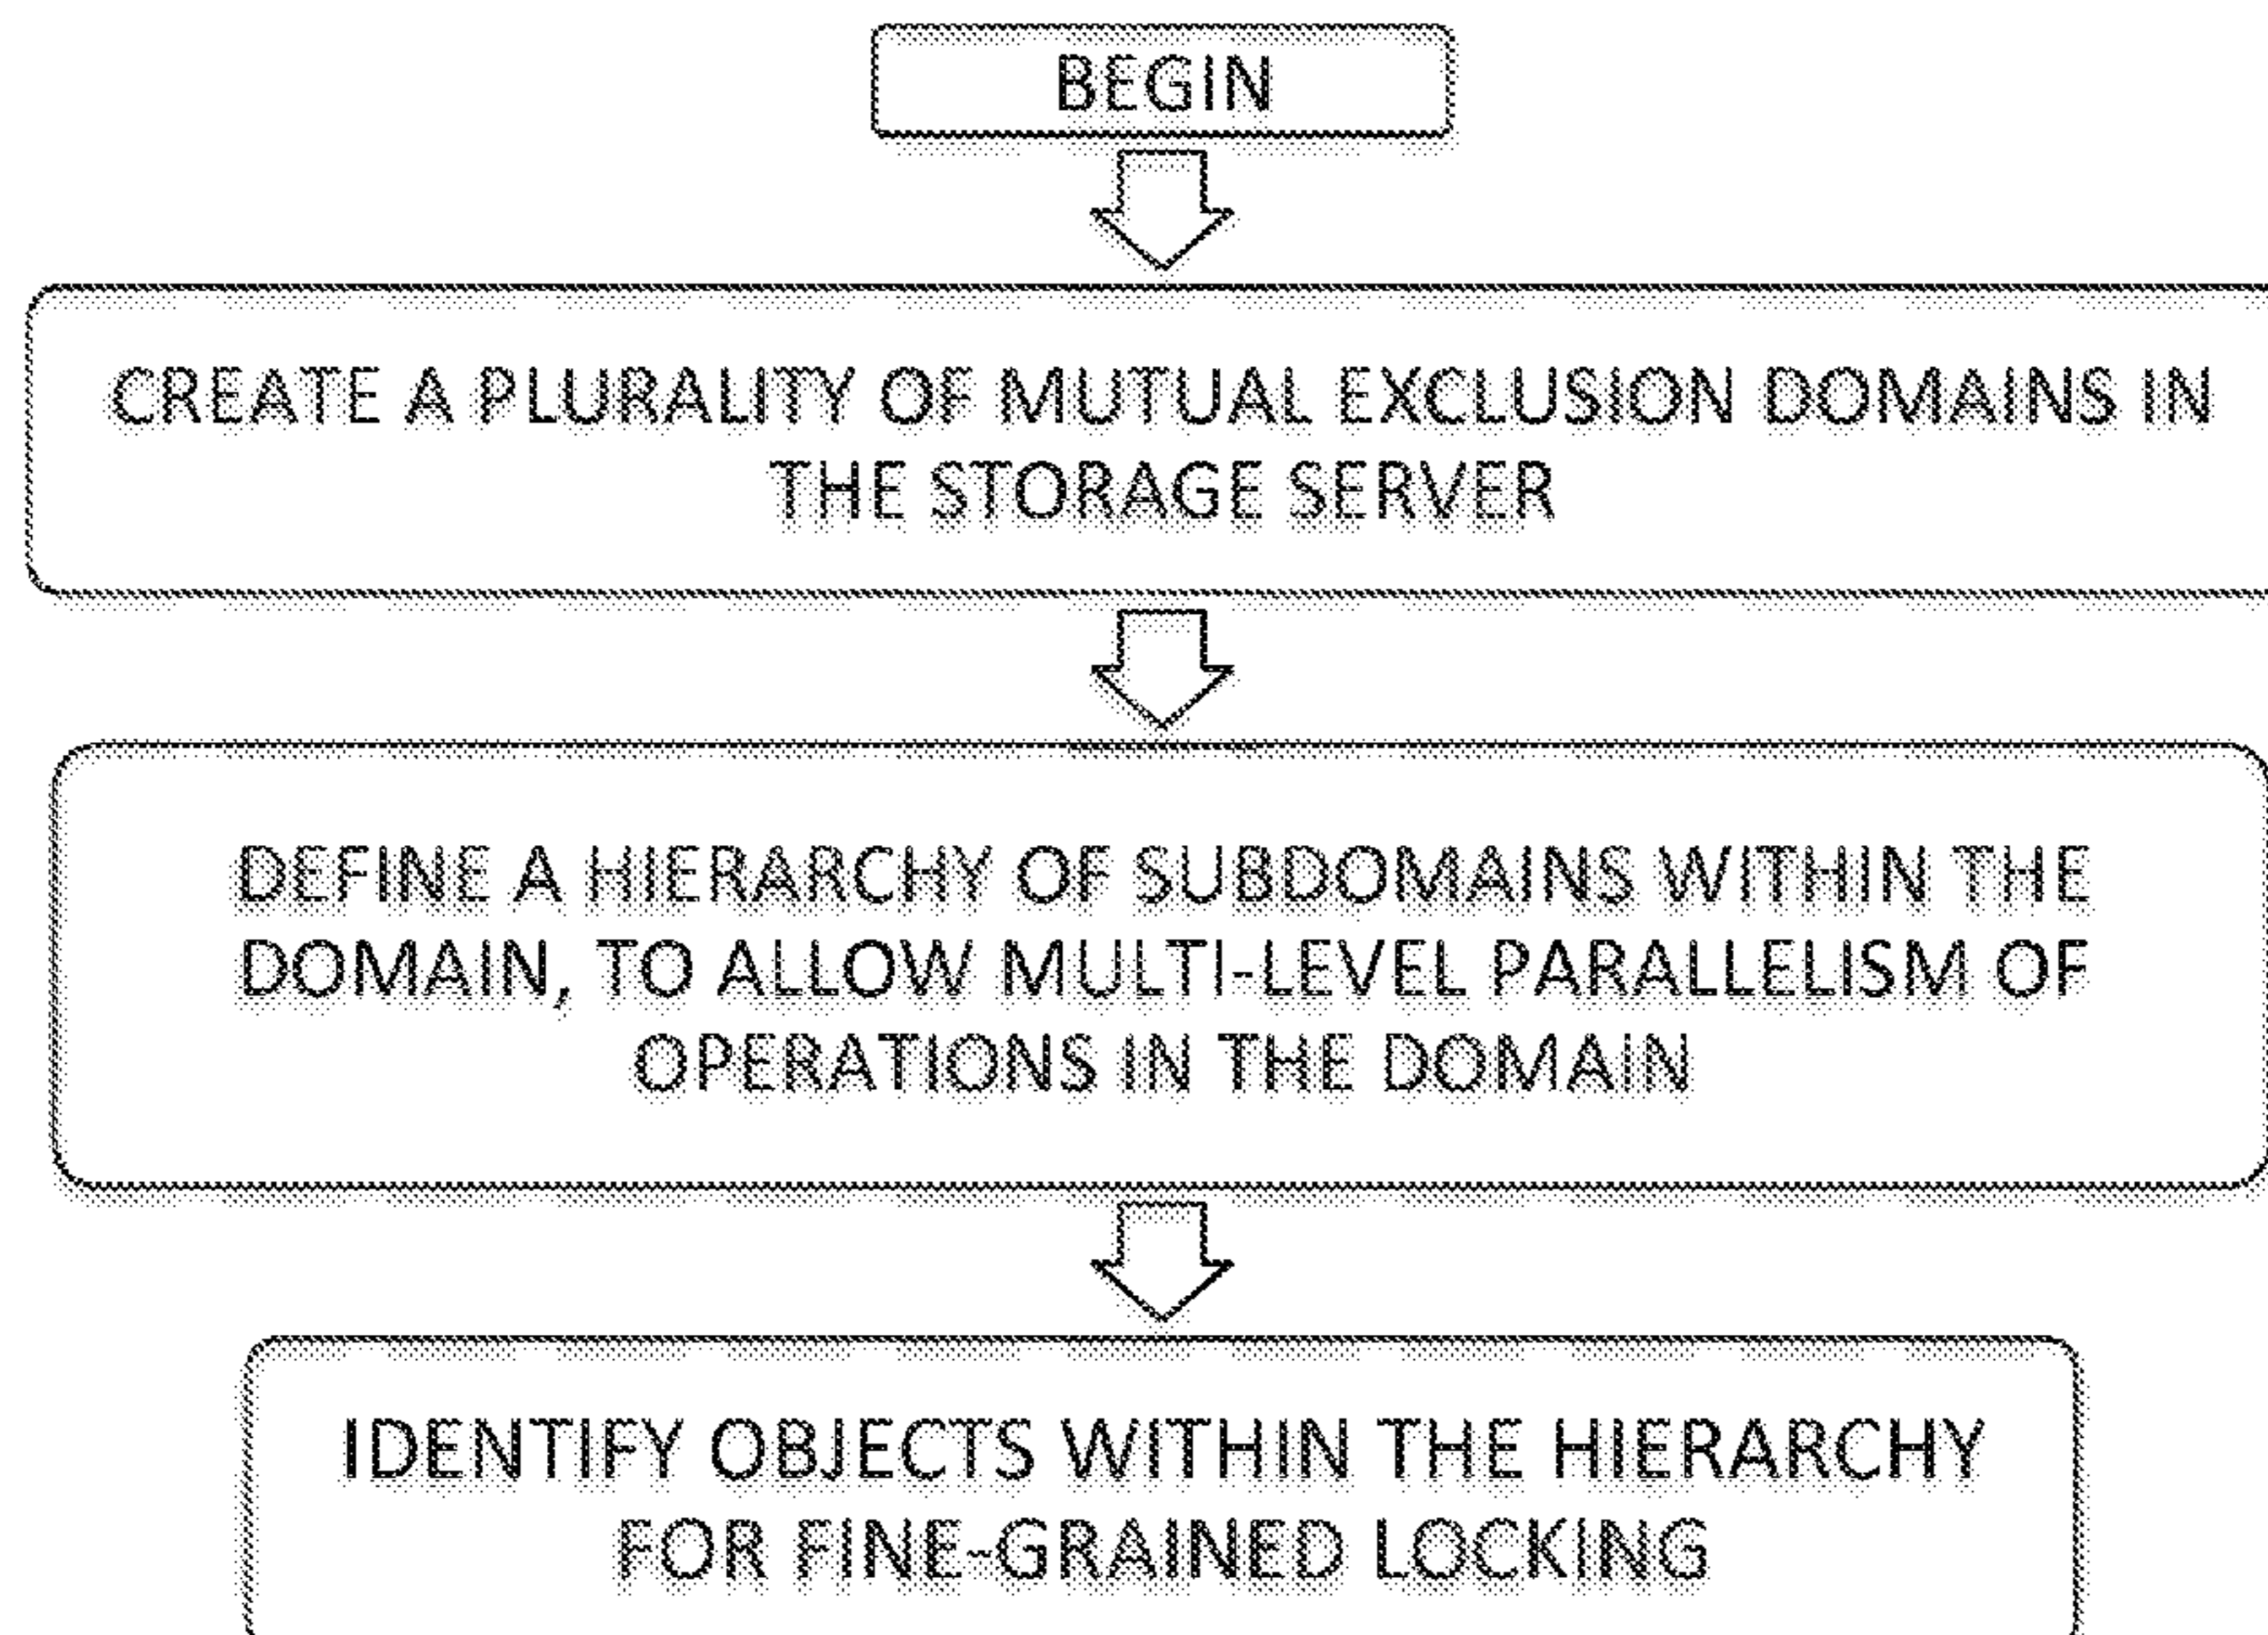 BEGIN
CREATE A PLURALITY OF MUTUAL EXCLUSION DOMAINS IN
THE STORAGE SERVER
DEFINE A HIERARCHY OF SUBDOMAINS WITHIN THE
DOMAIN, TO ALLOW MULTI-LEVEL PARALLELISM OF
OPERATIONS IN THE DOMAIN
IDENTIFY OBJECTS WITHIN THE HIERARCHY
FOR FINE-GRAINED LOCKING